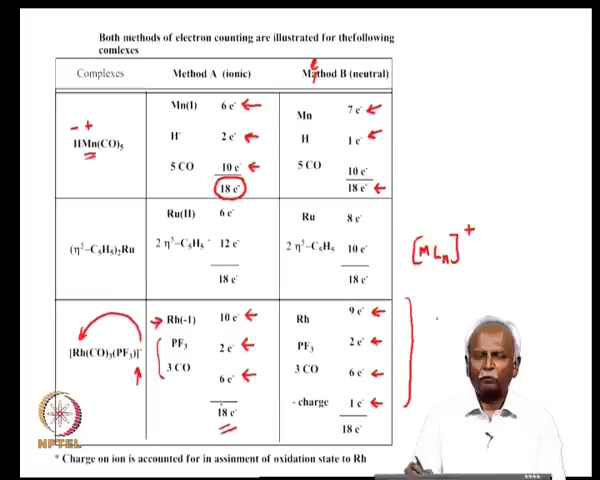 Both methods of electron counting are illustrated for thefollowing
comlexes
Complexes Method A (ionic) Mathod B (neutral)
e
Mn(I) 6 e⁻ Mn 7 e⁻
- +
HMn(CO)₅ H⁻ 2 e⁻ H 1 e⁻
5 CO 10 e⁻ 5 CO 10 e⁻
18 e⁻ 18 e⁻
Ru(II) 6 e⁻ Ru 8 e⁻
(η⁵-C₅H₅)₂Ru 2 η⁵-C₅H₅⁻ 12 e⁻ 2 η⁵-C₅H₅ 10 e⁻
18 e⁻ 18 e⁻
[MLₙ]⁺
Rh(-1) 10 e⁻ Rh 9 e⁻
[Rh(CO)₃(PF₃)]⁻ PF₃ 2 e⁻ PF₃ 2 e⁻
3 CO 6 e⁻ 3 CO 6 e⁻
- charge 1 e⁻
18 e⁻ 18 e⁻
NPTEL
* Charge on ion is accounted for in assinment of oxidation state to Rh